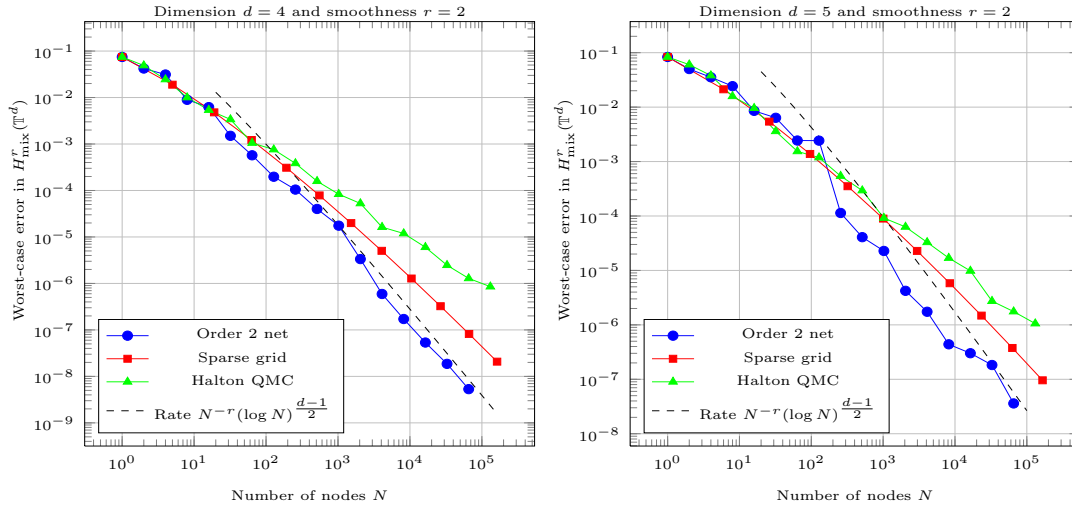 Dimension d = 4 and smoothness r = 2
Worst-case error in H^r_mix(𝕋^d)
10^−1
10^−2
10^−3
10^−4
10^−5
10^−6
10^−7
10^−8
10^−9
Order 2 net
Sparse grid
Halton QMC
Rate N^−r(log N)^(d−1)/2
10^0
10^1
10^2
10^3
10^4
10^5
Number of nodes N
Dimension d = 5 and smoothness r = 2
Worst-case error in H^r_mix(𝕋^d)
10^−1
10^−2
10^−3
10^−4
10^−5
10^−6
10^−7
10^−8
Order 2 net
Sparse grid
Halton QMC
Rate N^−r(log N)^(d−1)/2
10^0
10^1
10^2
10^3
10^4
10^5
Number of nodes N